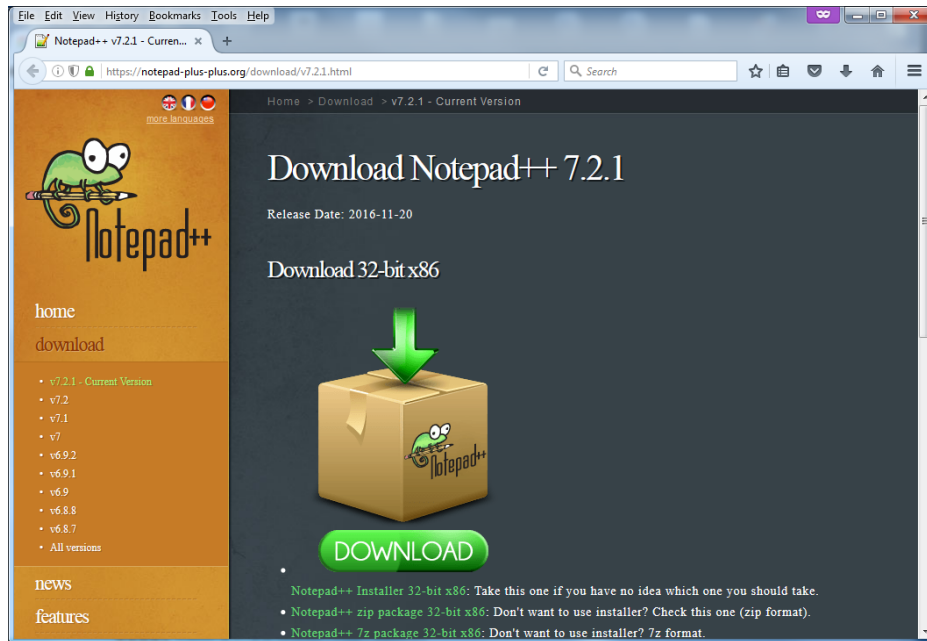 File Edit View History Bookmarks Tools Help
Notepad++ v7.2.1 - Curren...
https://notepad-plus-plus.org/download/v7.2.1.html
Search
more languages
Home > Download > v7.2.1 - Current Version
Notepad++
Download Notepad++ 7.2.1
Release Date: 2016-11-20
Download 32-bit x86
home
download
• v7.2.1 - Current Version
• v7.2
• v7.1
• v7
• v6.9.2
• v6.9.1
• v6.9
• v6.8.8
• v6.8.7
• All versions
news
features
Notepad++
DOWNLOAD
• Notepad++ Installer 32-bit x86: Take this one if you have no idea which one you should take.
• Notepad++ zip package 32-bit x86: Don't want to use installer? Check this one (zip format).
• Notepad++ 7z package 32-bit x86: Don't want to use installer? 7z format.